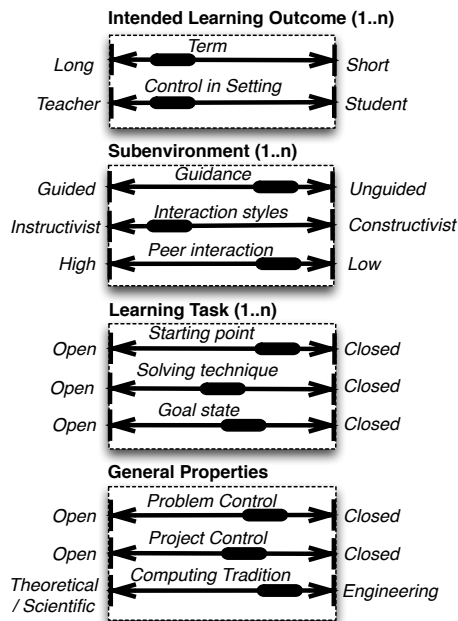 Intended Learning Outcome (1..n)
Term
Long Short
Control in Setting
Teacher Student
Subenvironment (1..n)
Guidance
Guided Unguided
Interaction styles
Instructivist Constructivist
Peer interaction
High Low
Learning Task (1..n)
Starting point
Open Closed
Solving technique
Open Closed
Goal state
Open Closed
General Properties
Problem Control
Open Closed
Project Control
Open Closed
Computing Tradition
Theoretical Engineering
/ Scientific